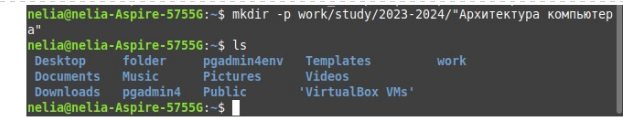 nelia@nelia-Aspire-5755G:~$ mkdir -p work/study/2023-2024/"Архитектура компьютер
а"
nelia@nelia-Aspire-5755G:~$ ls
Desktop folder pgadmin4env Templates work
Documents Music Pictures Videos
Downloads pgadmin4 Public 'VirtualBox VMs'
nelia@nelia-Aspire-5755G:~$